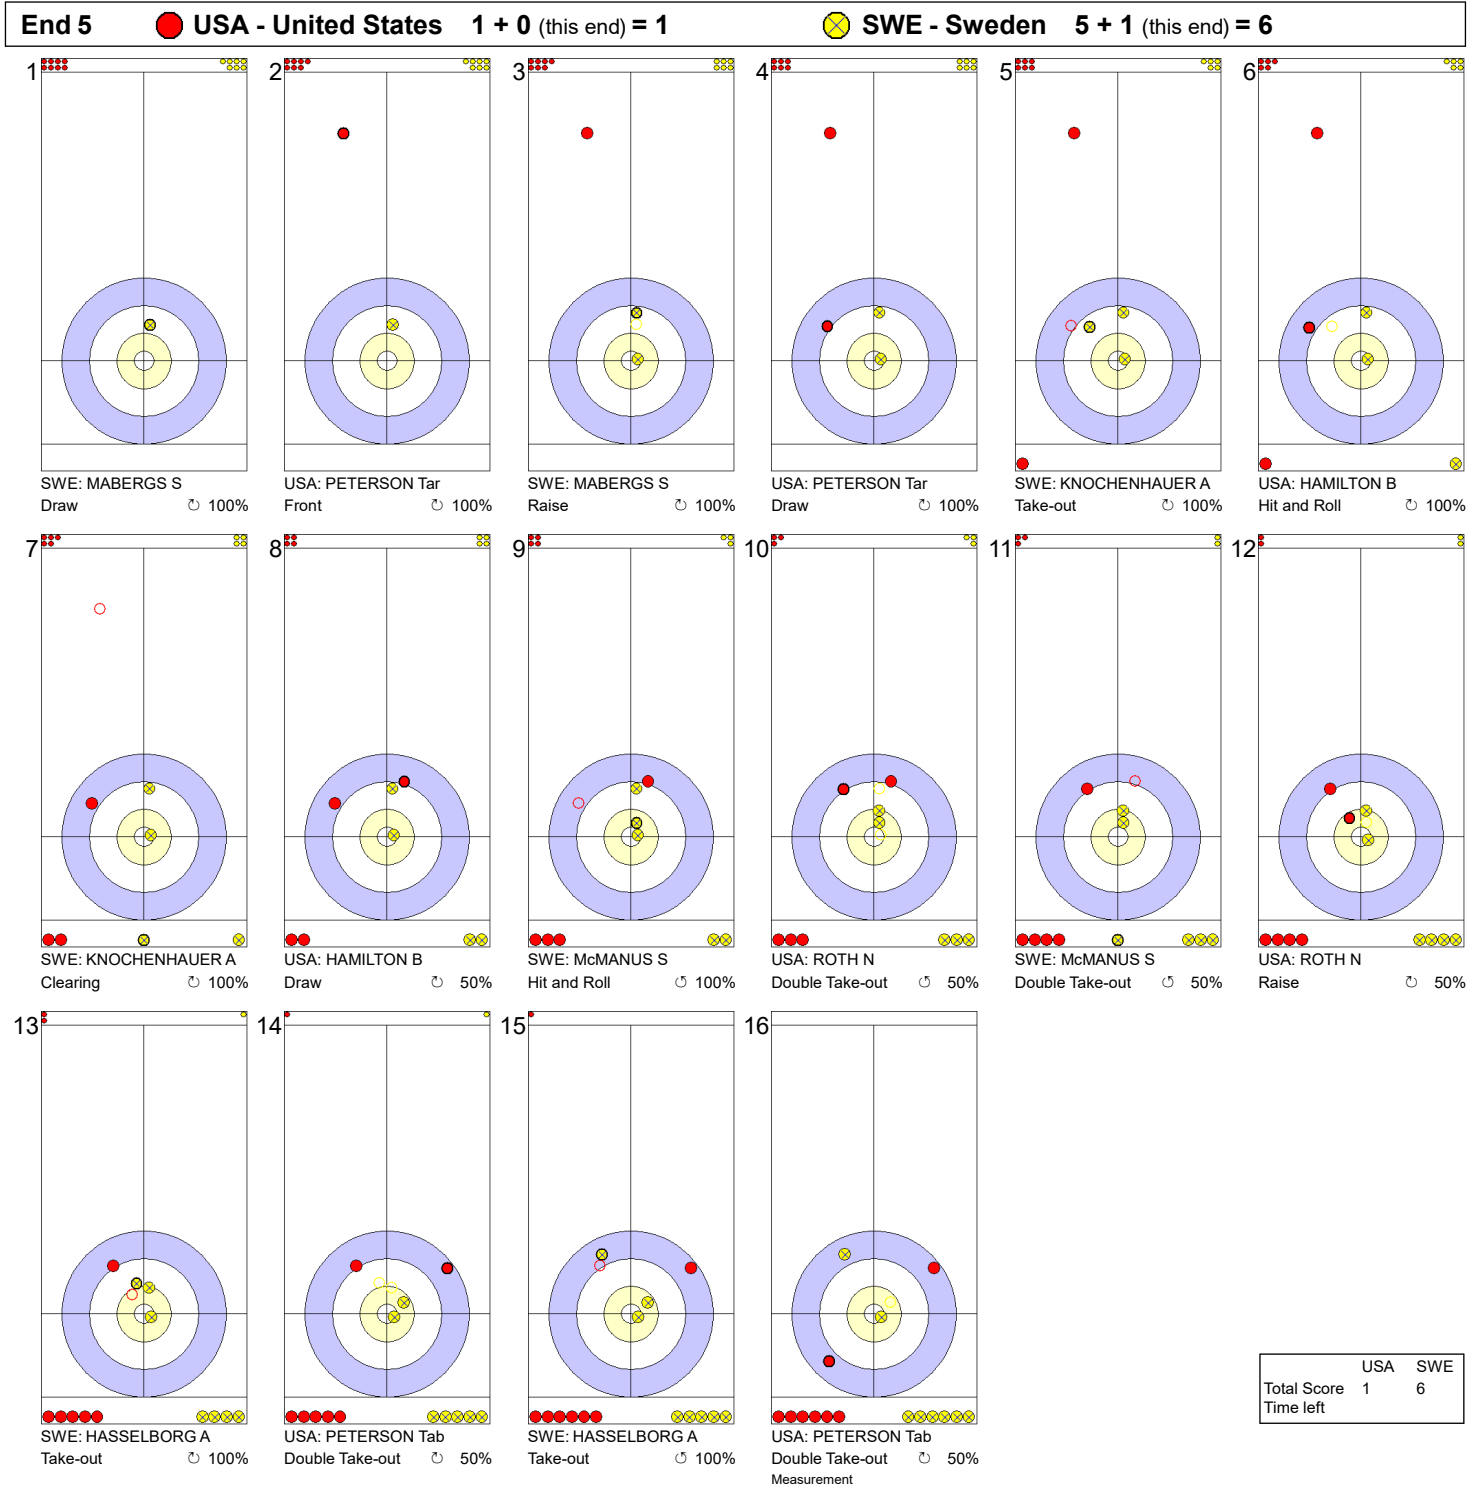 End 5 USA - United States 1 + 0 (this end) = 1 SWE - Sweden 5 + 1 (this end) = 6
1 2 3 4 5 6
SWE: MABERGS S USA: PETERSON Tar SWE: MABERGS S USA: PETERSON Tar SWE: KNOCHENHAUER A USA: HAMILTON B
Draw ↻ 100% Front ↻ 100% Raise ↻ 100% Draw ↻ 100% Take-out ↻ 100% Hit and Roll ↻ 100%
7 8 9 10 11 12
SWE: KNOCHENHAUER A USA: HAMILTON B SWE: McMANUS S USA: ROTH N SWE: McMANUS S USA: ROTH N
Clearing ↻ 100% Draw ↻ 50% Hit and Roll ↺ 100% Double Take-out ↺ 50% Double Take-out ↺ 50% Raise ↻ 50%
13 14 15 16
USA SWE
Total Score 1 6
Time left
SWE: HASSELBORG A USA: PETERSON Tab SWE: HASSELBORG A USA: PETERSON Tab
Take-out ↻ 100% Double Take-out ↻ 50% Take-out ↺ 100% Double Take-out ↺ 50%
Measurement